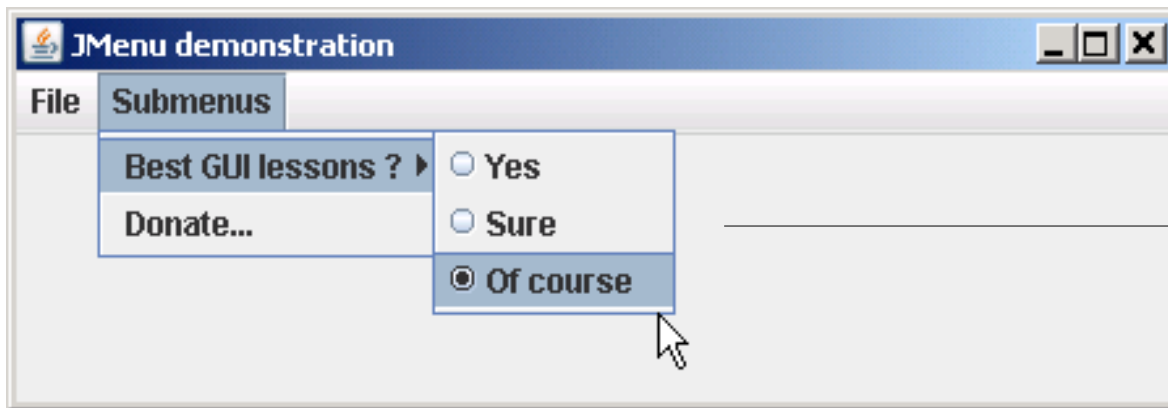 JMenu demonstration
File Submenus
Best GUI lessons ?
Donate...
Yes
Sure
Of course